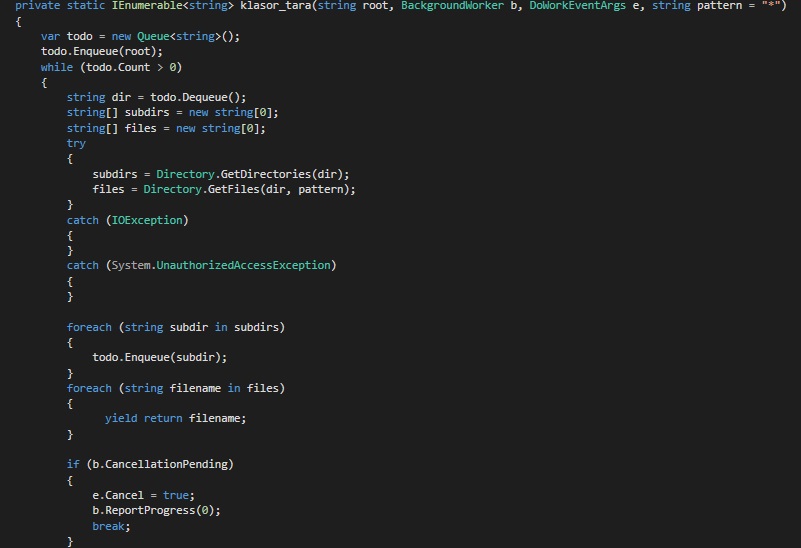 private static IEnumerable<string> klasor_tara(string root, BackgroundWorker b, DoWorkEventArgs e, string pattern = "*")
{
    var todo = new Queue<string>();
    todo.Enqueue(root);
    while (todo.Count > 0)
    {
        string dir = todo.Dequeue();
        string[] subdirs = new string[0];
        string[] files = new string[0];
        try
        {
            subdirs = Directory.GetDirectories(dir);
            files = Directory.GetFiles(dir, pattern);
        }
        catch (IOException)
        {
        }
        catch (System.UnauthorizedAccessException)
        {
        }

        foreach (string subdir in subdirs)
        {
            todo.Enqueue(subdir);
        }
        foreach (string filename in files)
        {
              yield return filename;
        }

        if (b.CancellationPending)
        {
            e.Cancel = true;
            b.ReportProgress(0);
            break;
        }